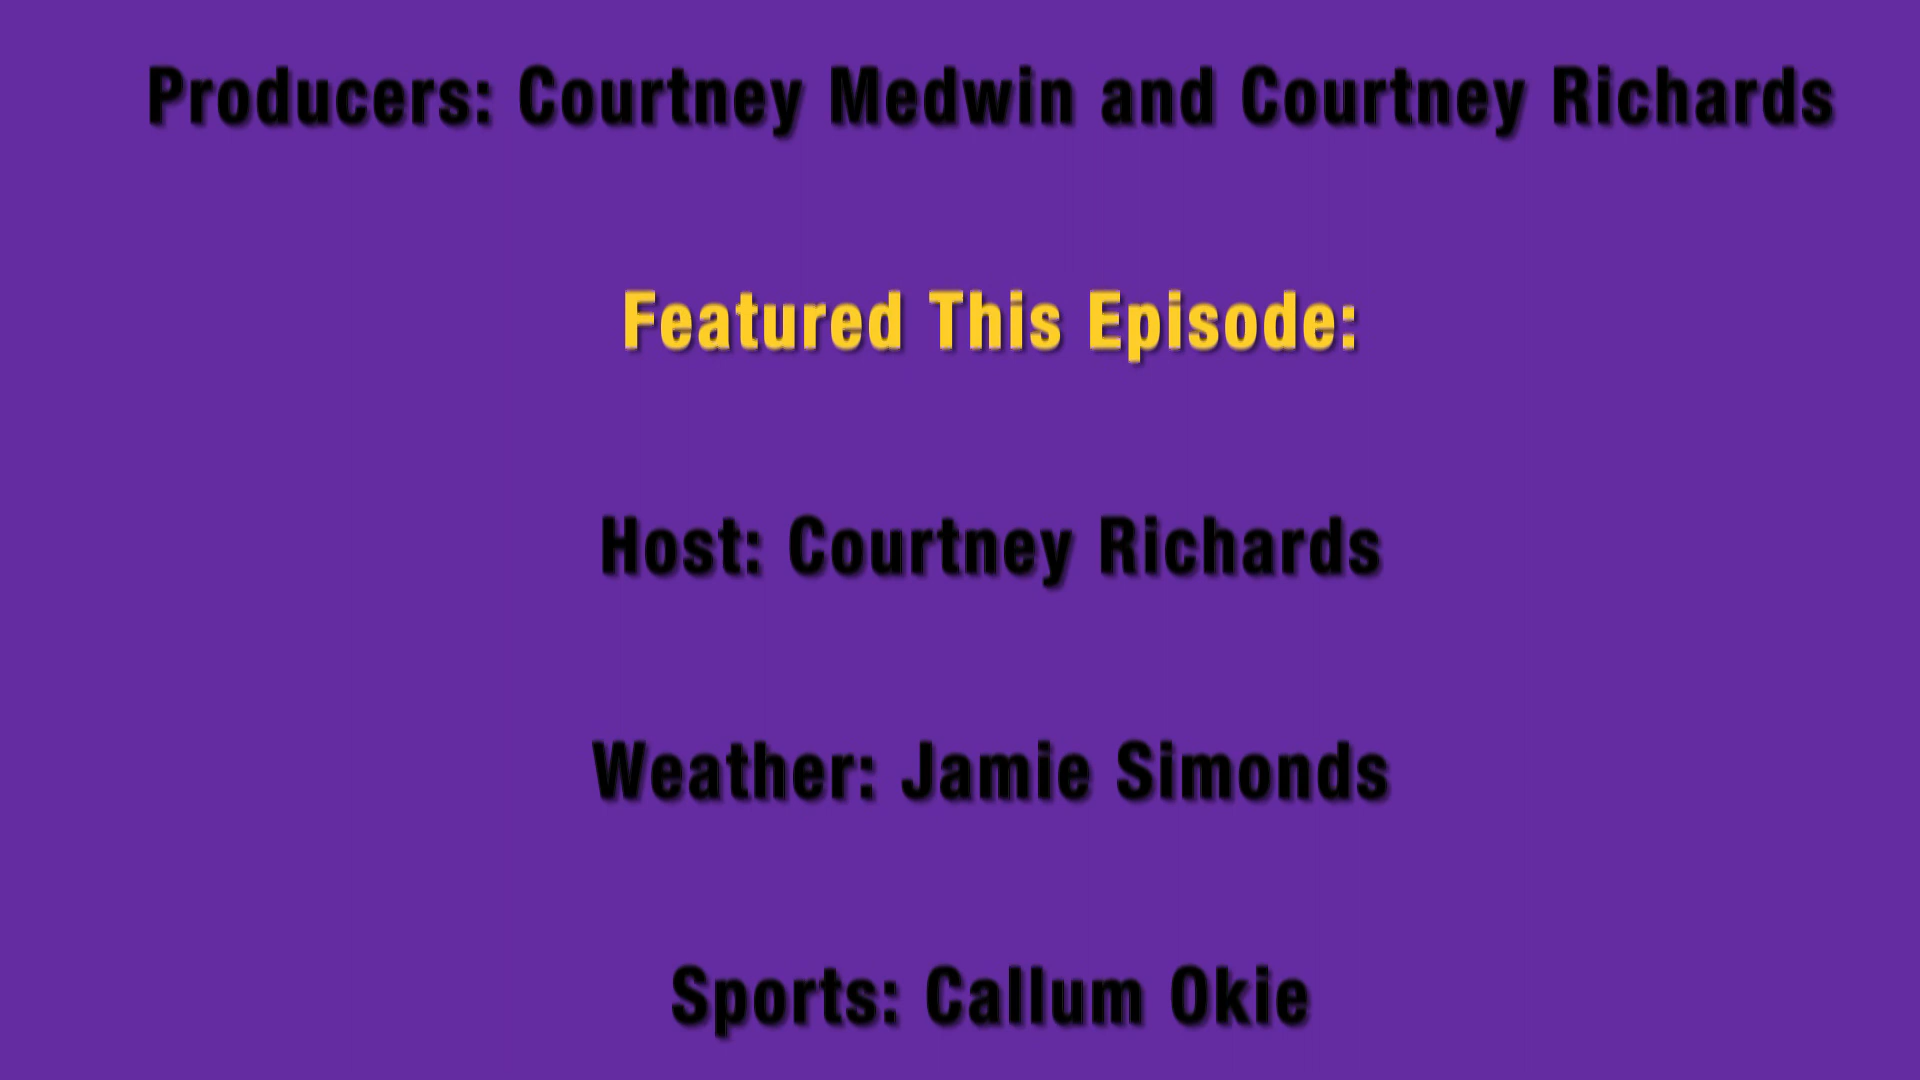 Producers: Courtney Medwin and Courtney Richards
Featured This Episode:
Host: Courtney Richards
Weather: Jamie Simonds
Sports: Callum Okie